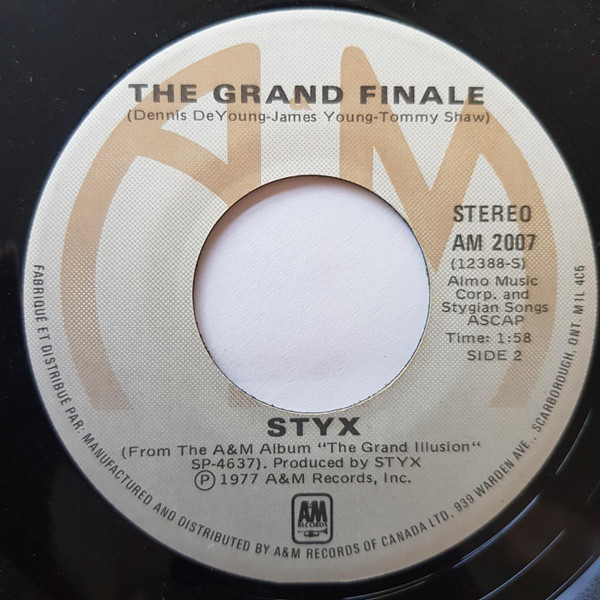 THE GRAND FINALE
(Dennis DeYoung-James Young-Tommy Shaw)
STEREO
AM 2007
(12388-S)
Almo Music
Corp. and
Stygian Songs
ASCAP
Time: 1:58
SIDE 2
STYX
(From The A&M Album "The Grand Illusion"
SP-4637). Produced by STYX
Ⓟ 1977 A&M Records, Inc.
AM
RECORDS
FABRIQUÉ ET DISTRIBUÉ PAR: MANUFACTURED AND DISTRIBUTED BY A&M RECORDS OF CANADA LTD. 939 WARDEN AVE., SCARBOROUGH, ONT. M1L 4C5